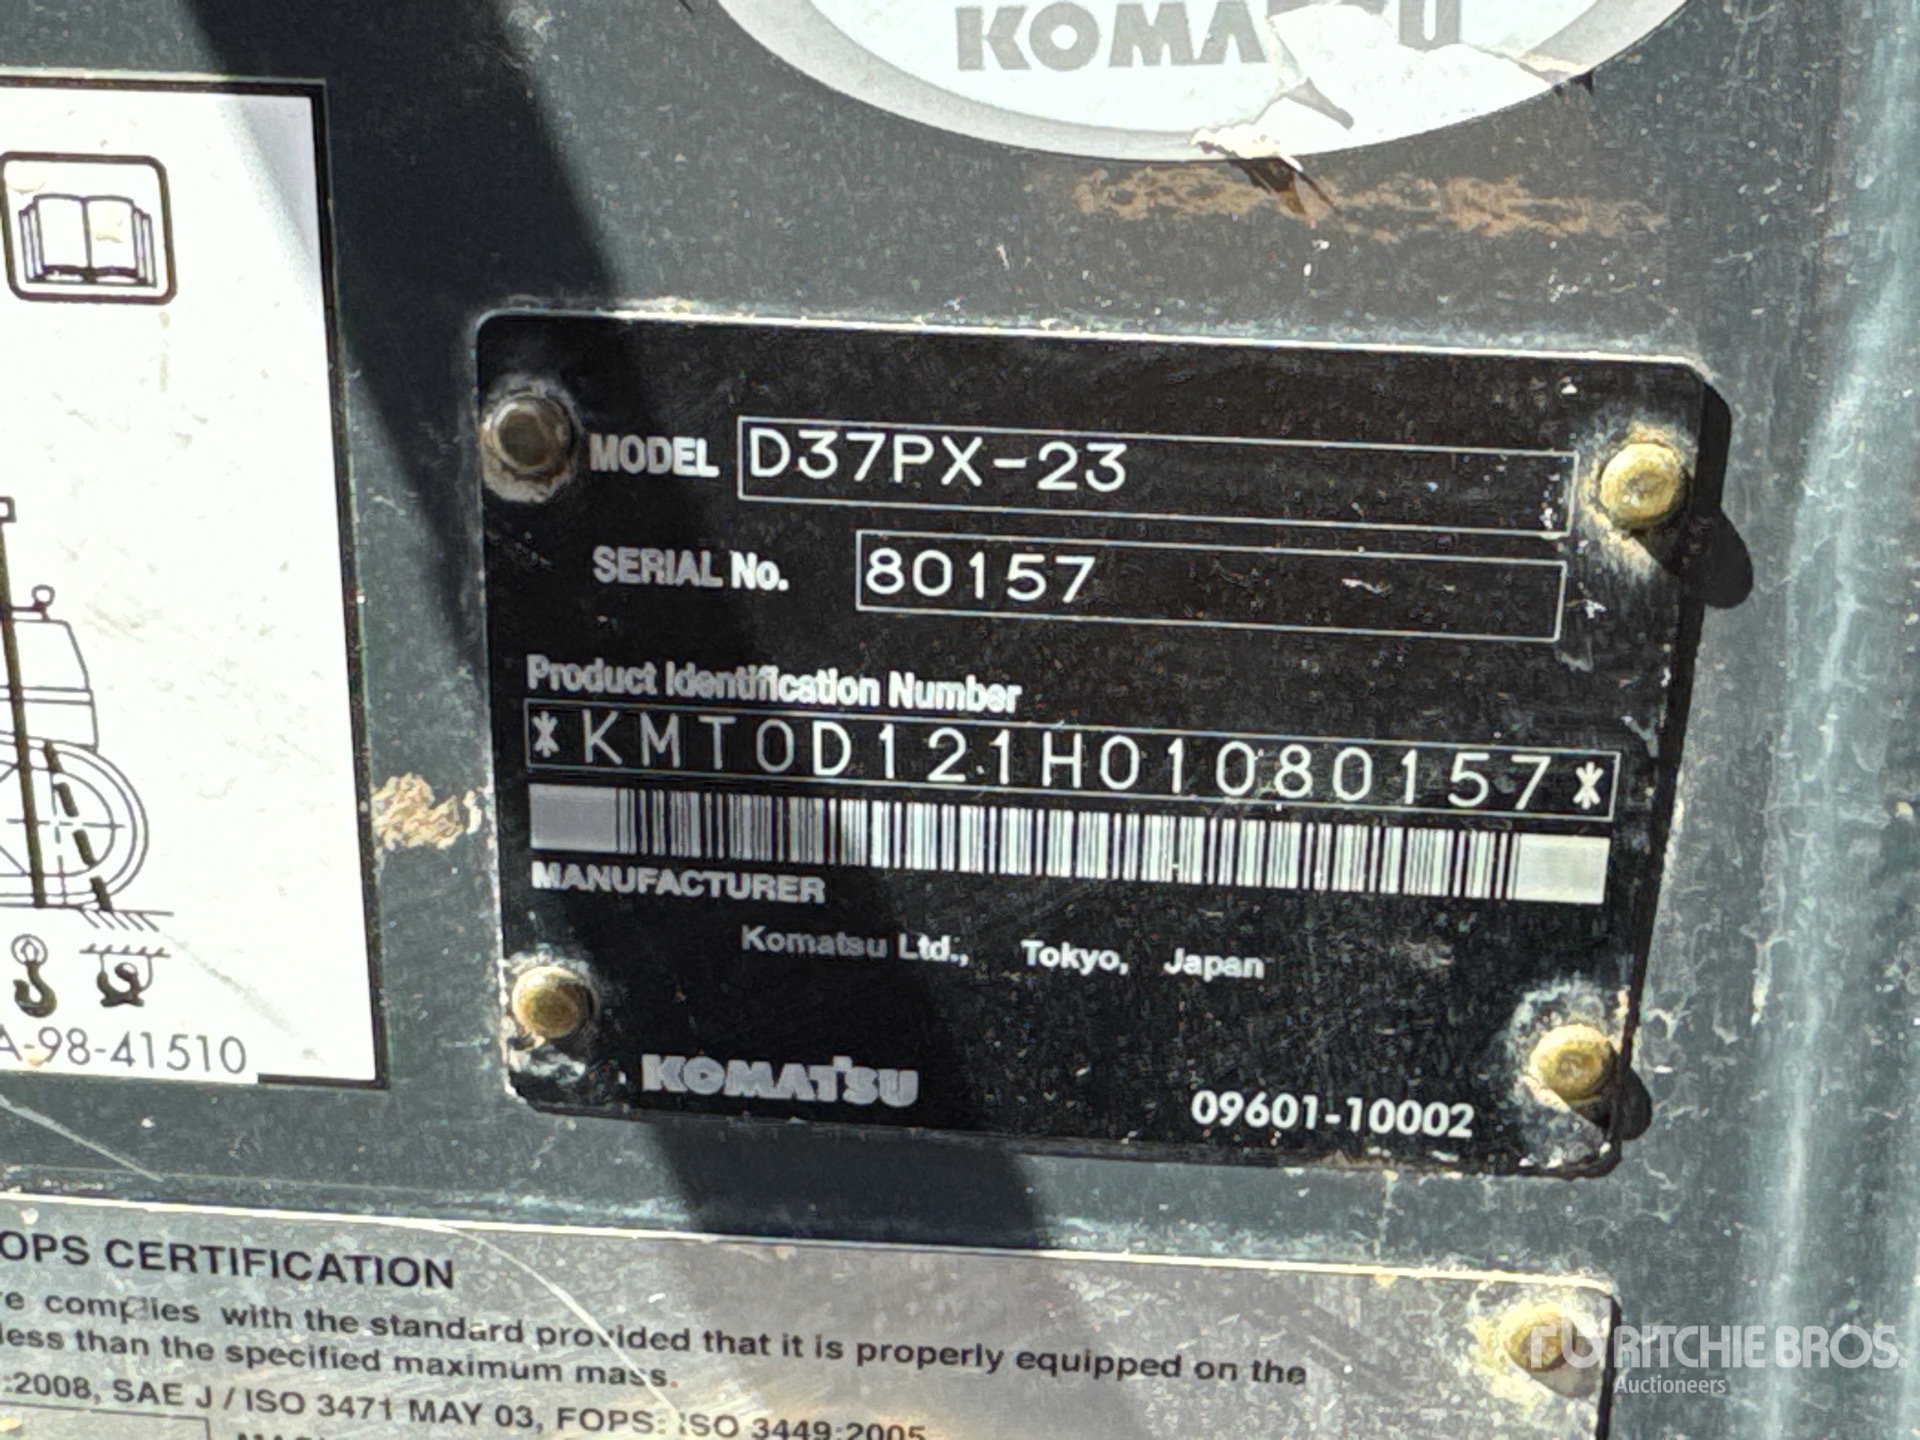 KOMATSU
MODEL D37PX-23
SERIAL No. 80157
Product Identification Number
*KMT0D121H01080157*
MANUFACTURER
Komatsu Ltd., Tokyo, Japan
KOMATSU
09601-10002
A-98-41510
OPS CERTIFICATION
re complies with the standard provided that it is properly equipped on the
less than the specified maximum mass.
:2008, SAE J / ISO 3471 MAY 03, FOPS: ISO 3449:2005
RITCHIE BROS.
Auctioneers